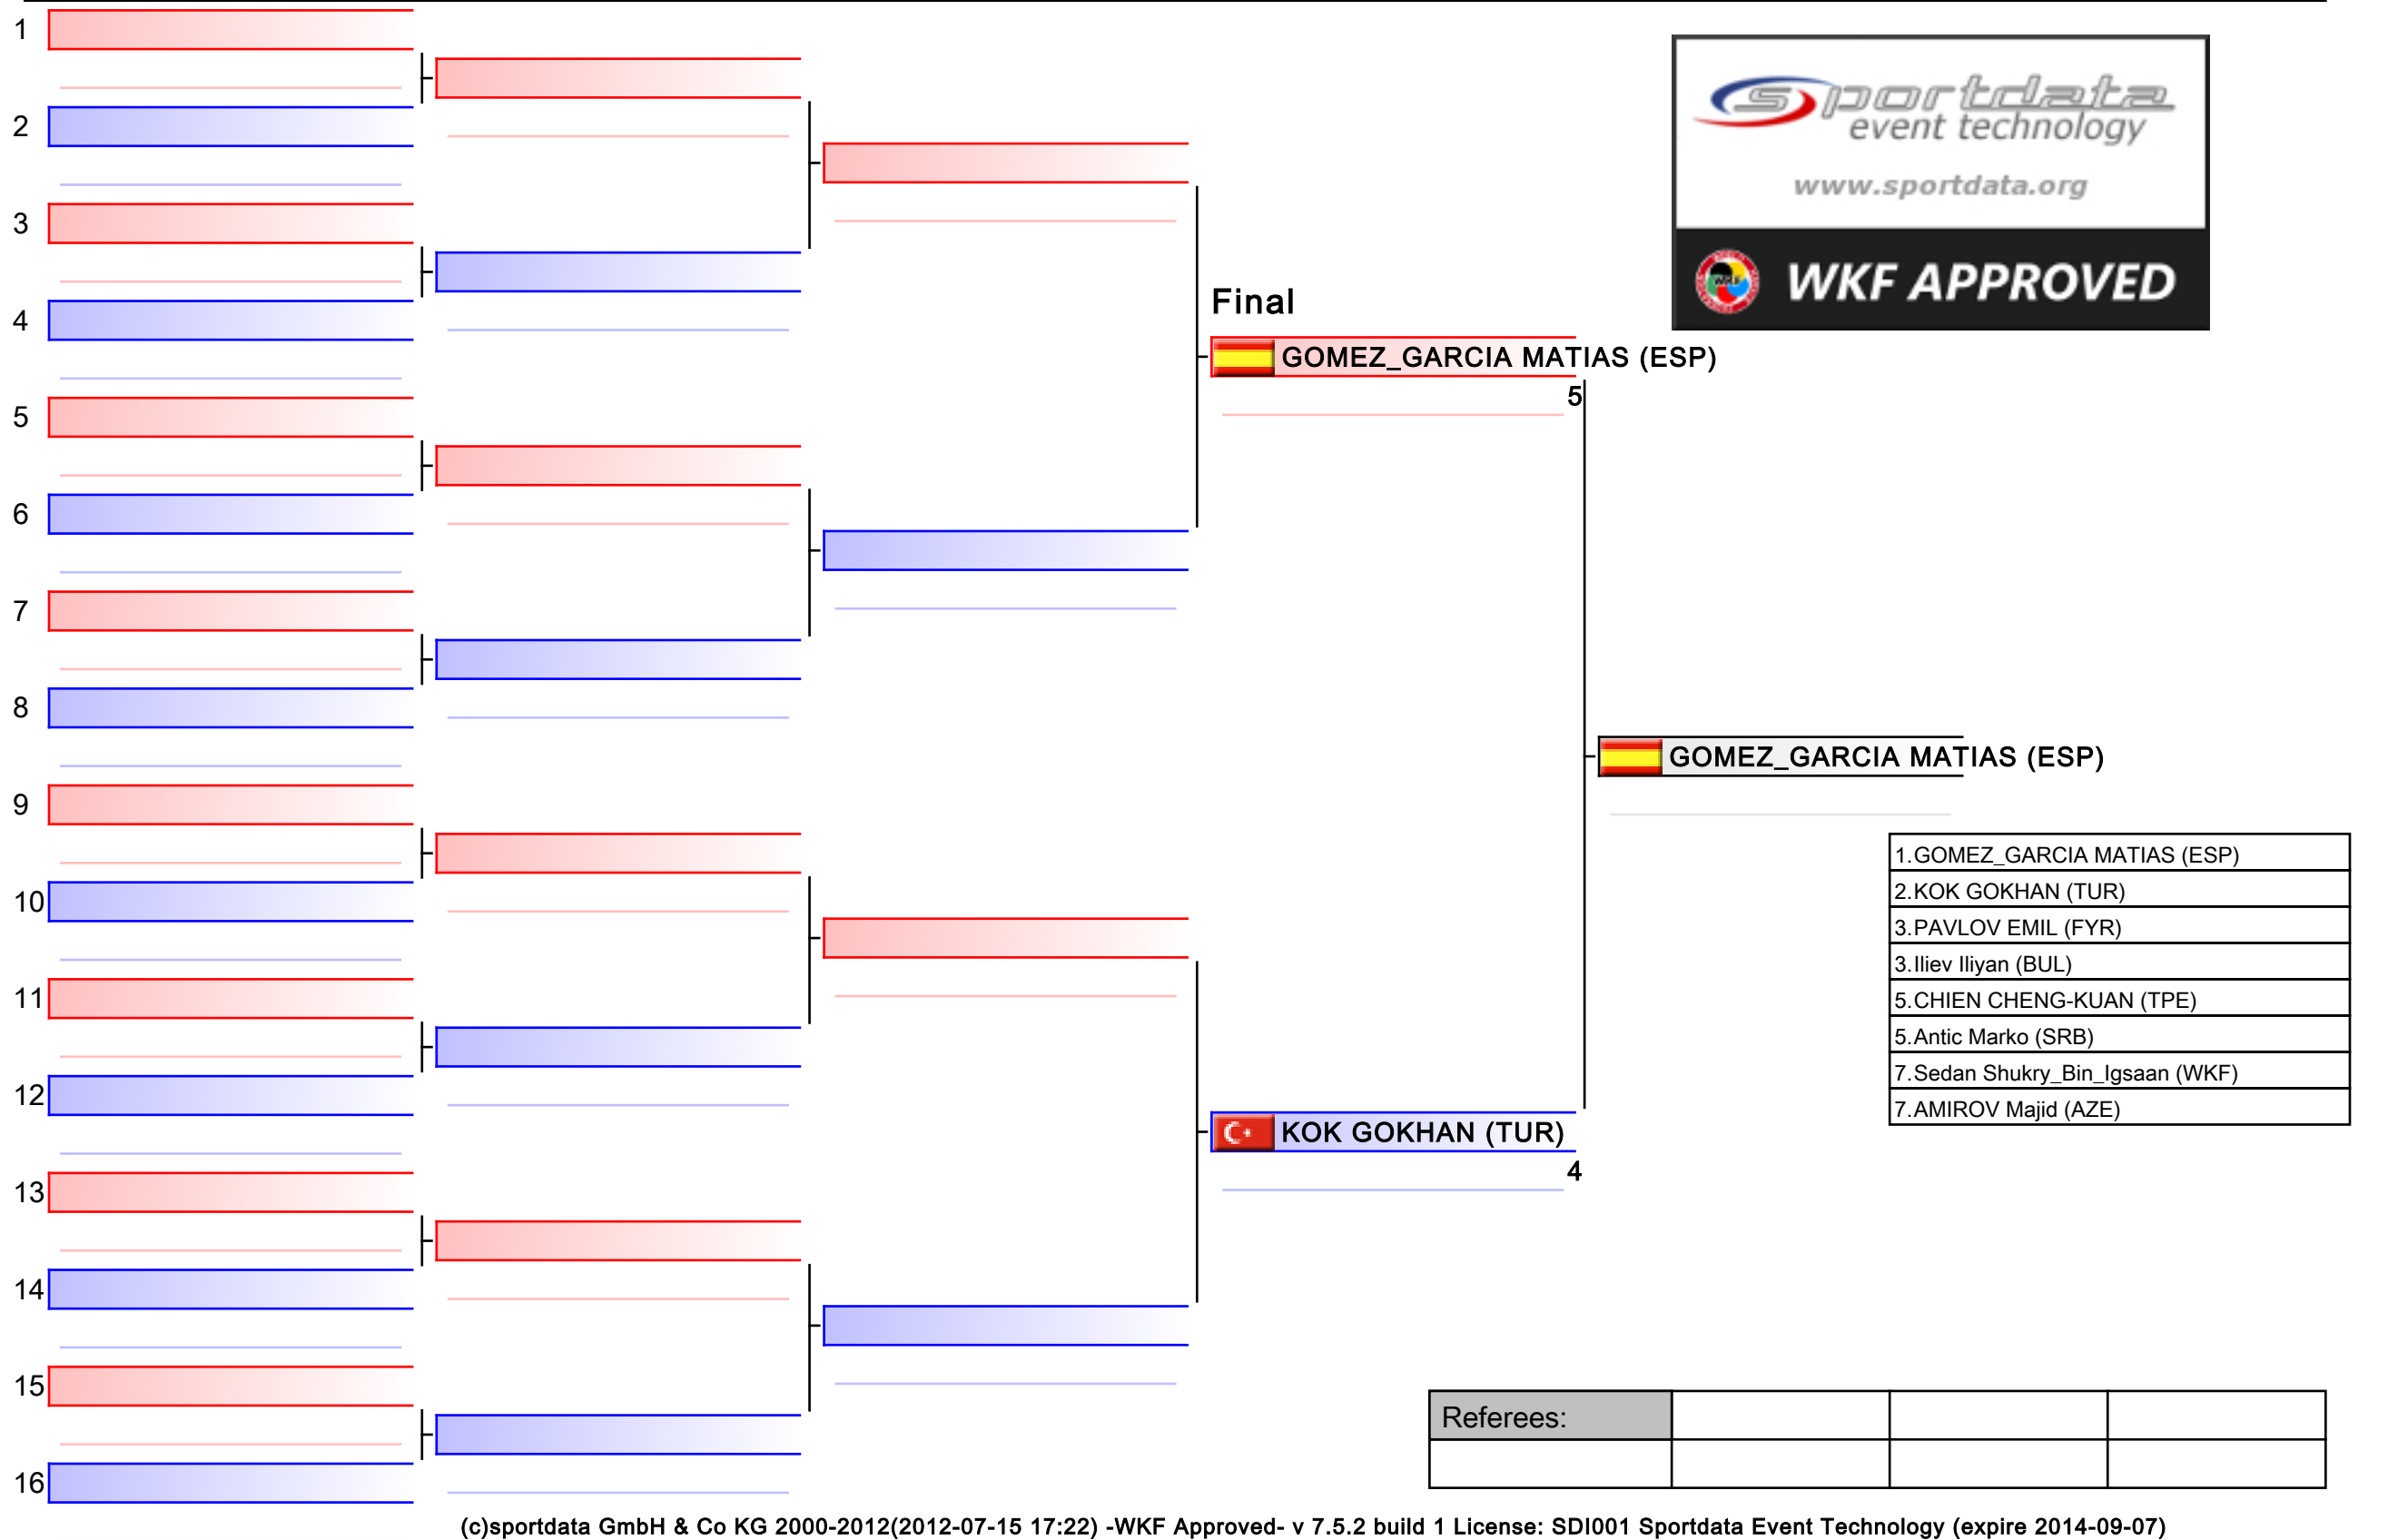 1
2
3
4
5
6
7
8
9
10
11
12
13
14
15
16
sportdata
event technology
www.sportdata.org
WKF APPROVED
Final
GOMEZ_GARCIA MATIAS (ESP)
5
GOMEZ_GARCIA MATIAS (ESP)
KOK GOKHAN (TUR)
4
1.GOMEZ_GARCIA MATIAS (ESP)
2.KOK GOKHAN (TUR)
3.PAVLOV EMIL (FYR)
3.Iliev Iliyan (BUL)
5.CHIEN CHENG-KUAN (TPE)
5.Antic Marko (SRB)
7.Sedan Shukry_Bin_Igsaan (WKF)
7.AMIROV Majid (AZE)
Referees:
(c)sportdata GmbH & Co KG 2000-2012(2012-07-15 17:22) -WKF Approved- v 7.5.2 build 1 License: SDI001 Sportdata Event Technology (expire 2014-09-07)